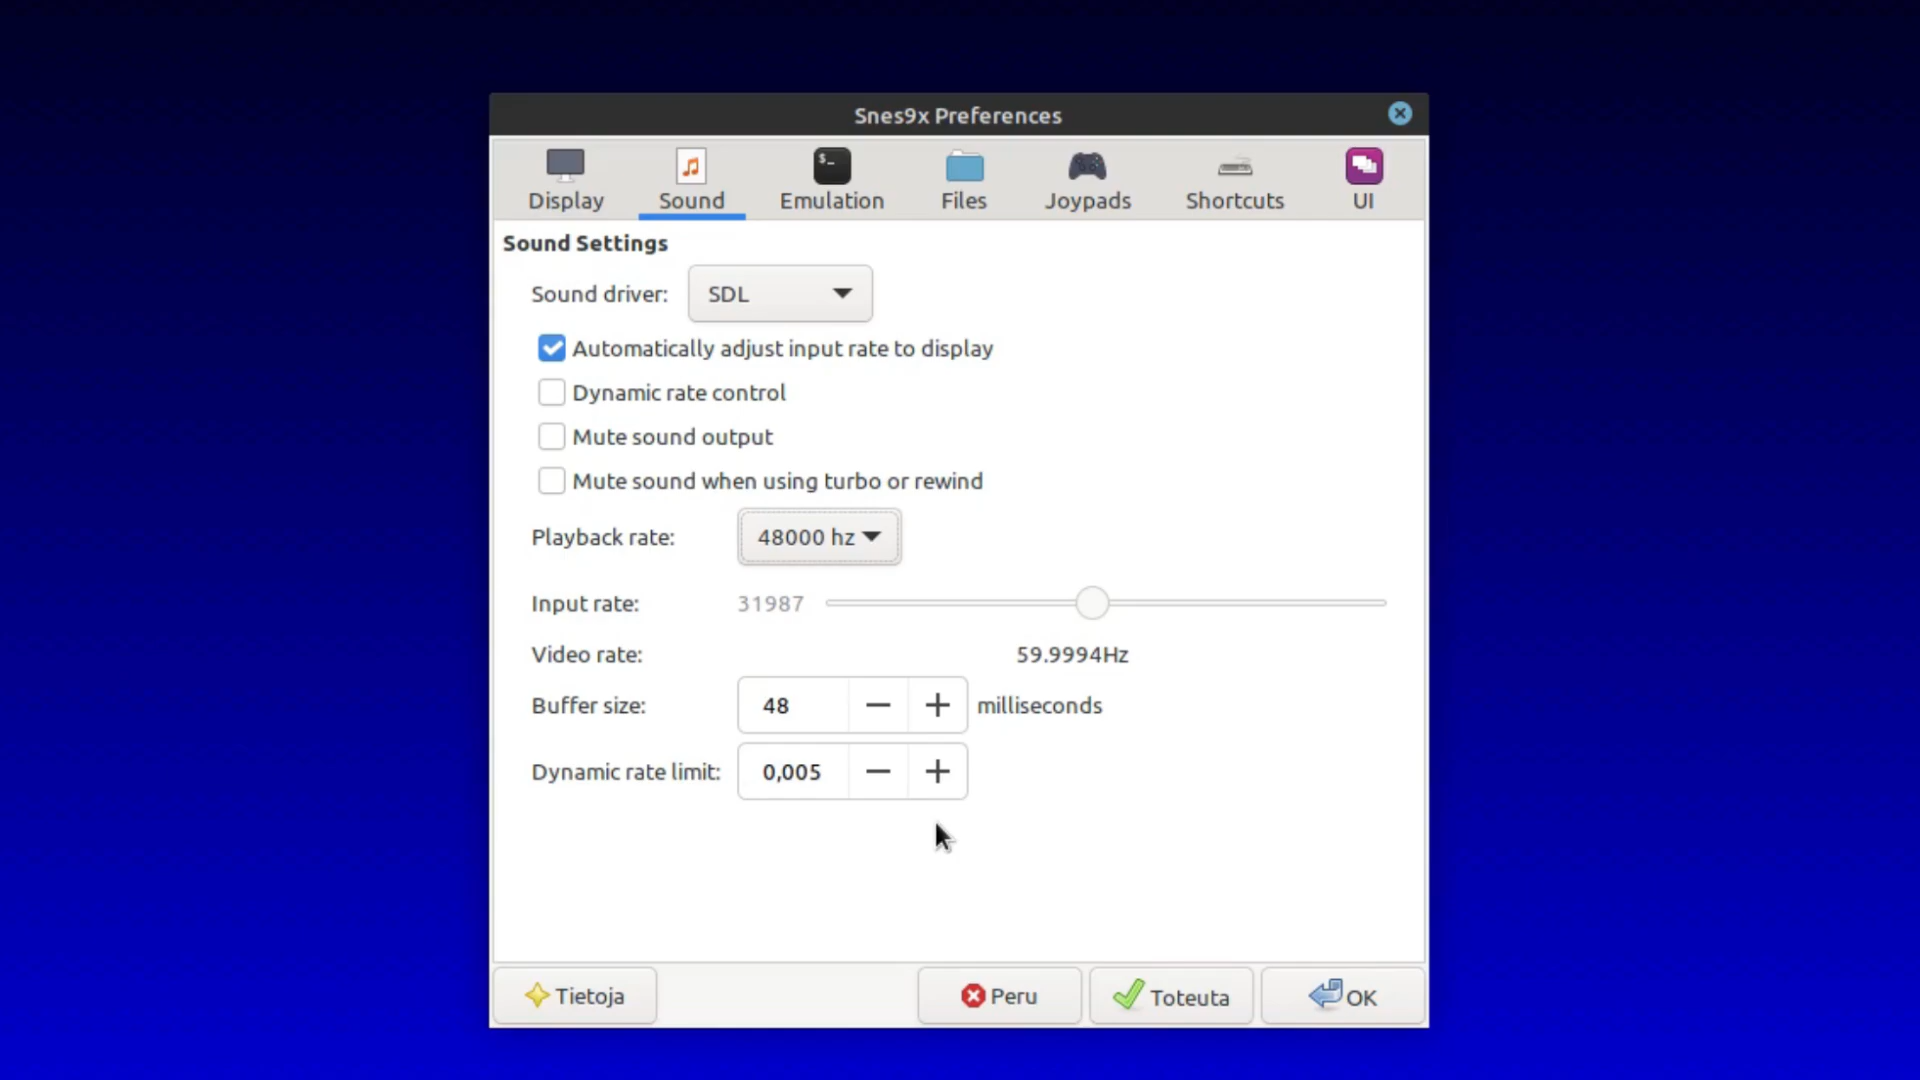 Snes9x Preferences
$_
Display Sound Emulation Files Joypads Shortcuts UI
Sound Settings
Sound driver: SDL
Automatically adjust input rate to display
Dynamic rate control
Mute sound output
Mute sound when using turbo or rewind
Playback rate: 48000 hz
Input rate: 31987
Video rate: 59.9994Hz
Buffer size: 48 milliseconds
Dynamic rate limit: 0,005
Tietoja Peru Toteuta OK